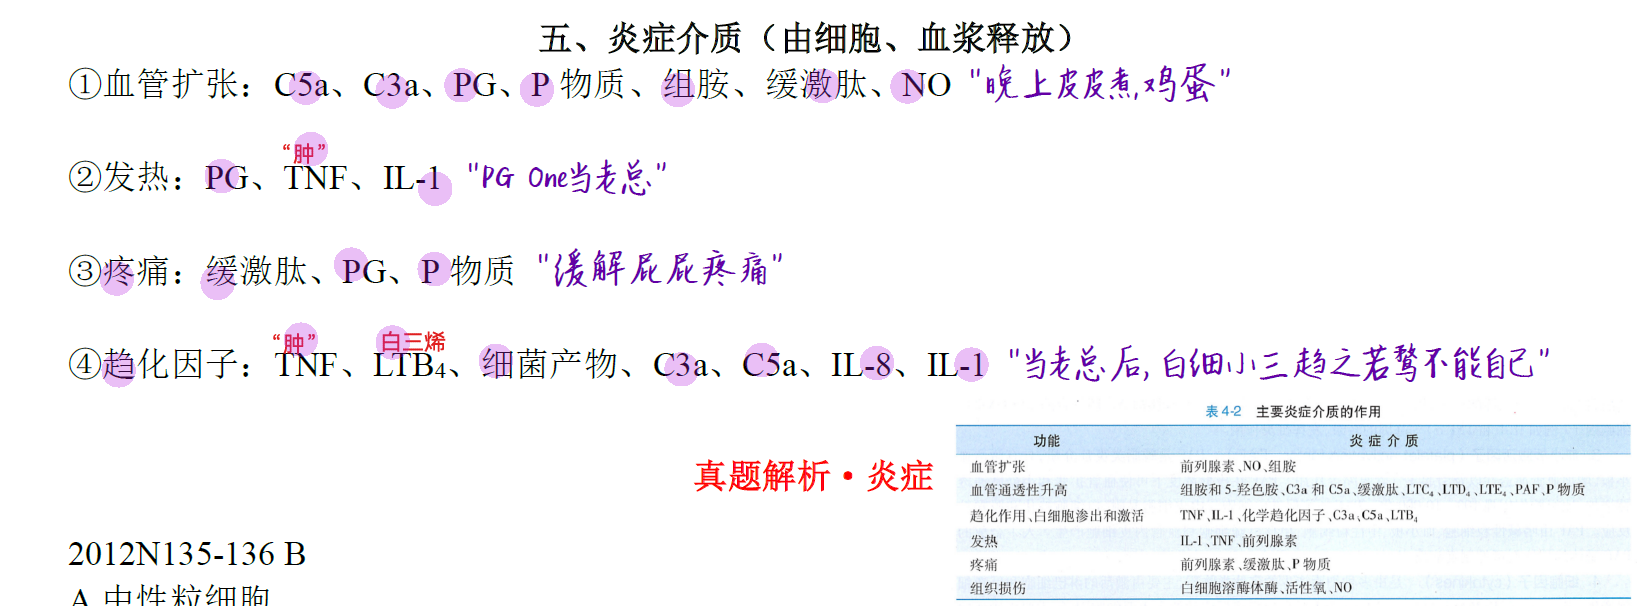 五、炎症介质（由细胞、血浆释放）
①血管扩张：C5a、C3a、PG、P 物质、组胺、缓激肽、NO "晚上皮皮煮,鸡蛋"
“肿”
②发热：PG、TNF、IL-1 "PG One当老总"
③疼痛：缓激肽、PG、P 物质 "缓解屁屁疼痛"
“肿” 白三烯
④趋化因子：TNF、LTB₄、细菌产物、C3a、C5a、IL-8、IL-1 "当老总后,白细小三趋之若鹜不能自已"
表 4-2 主要炎症介质的作用
功能 炎症介质
血管扩张 前列腺素、NO、组胺
血管通透性升高 组胺和 5-羟色胺、C3a 和 C5a、缓激肽、LTC₄、LTD₄、LTE₄、PAF、P 物质
趋化作用、白细胞渗出和激活 TNF、IL-1、化学趋化因子、C3a、C5a、LTB₄
发热 IL-1、TNF、前列腺素
疼痛 前列腺素、缓激肽、P 物质
组织损伤 白细胞溶酶体酶、活性氧、NO
真题解析·炎症
2012N135-136 B
A 中性粒细胞